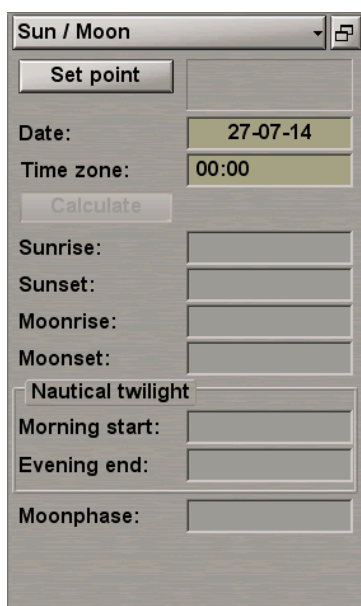 Sun / Moon
Set point
Date: 27-07-14
Time zone: 00:00
Calculate
Sunrise:
Sunset:
Moonrise:
Moonset:
Nautical twilight
Morning start:
Evening end:
Moonphase: